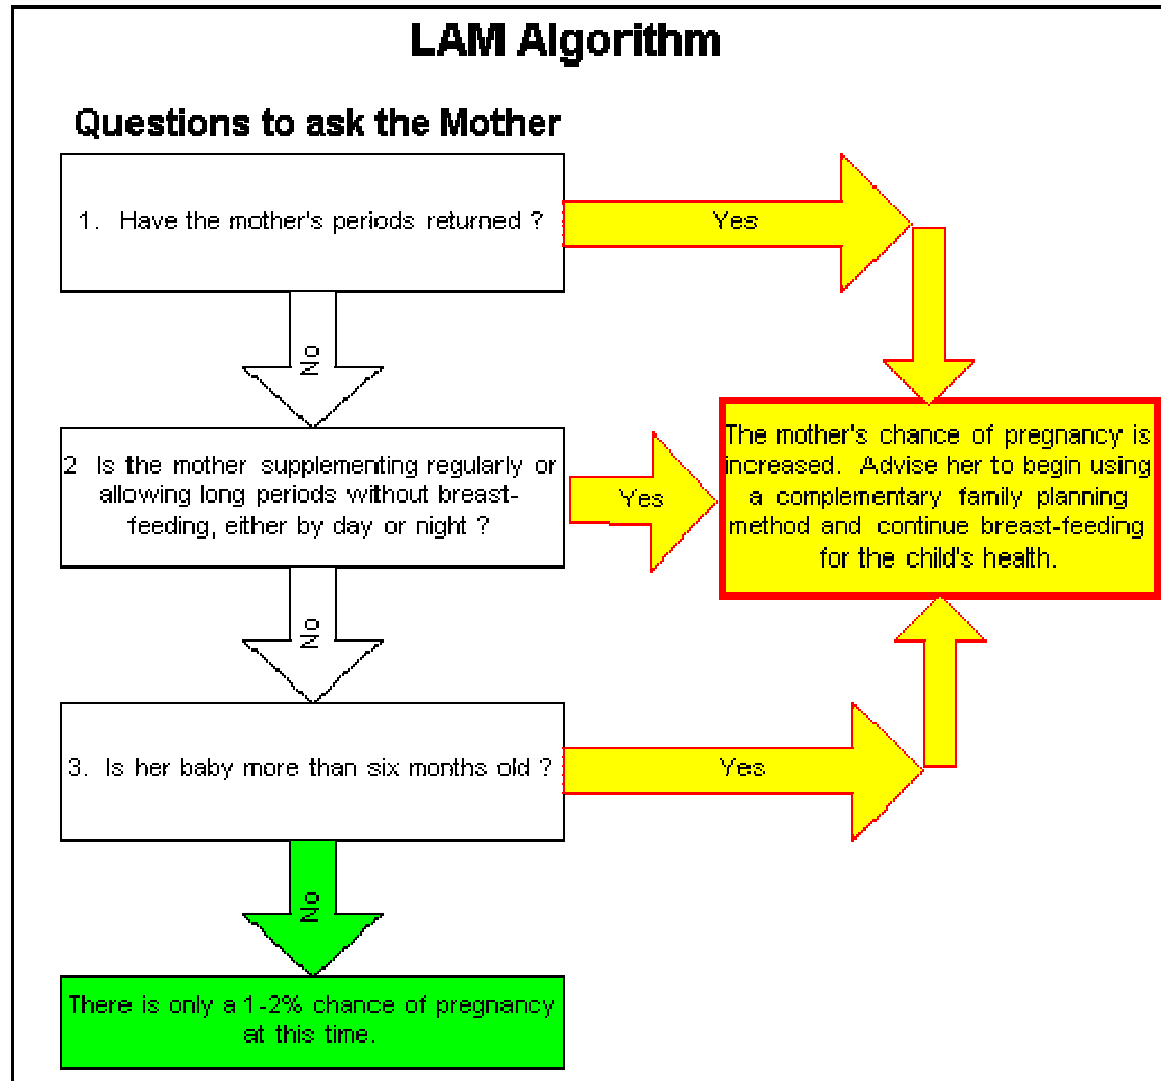 LAM Algorithm
Questions to ask the Mother
1. Have the mother's periods returned ?
Yes
No
2 Is the mother supplementing regularly or
allowing long periods without breast-
feeding, either by day or night ?
Yes
The mother's chance of pregnancy is
increased. Advise her to begin using
a complementary family planning
method and continue breast-feeding
for the child's health.
No
3. Is her baby more than six months old ?
Yes
No
There is only a 1-2% chance of pregnancy
at this time.